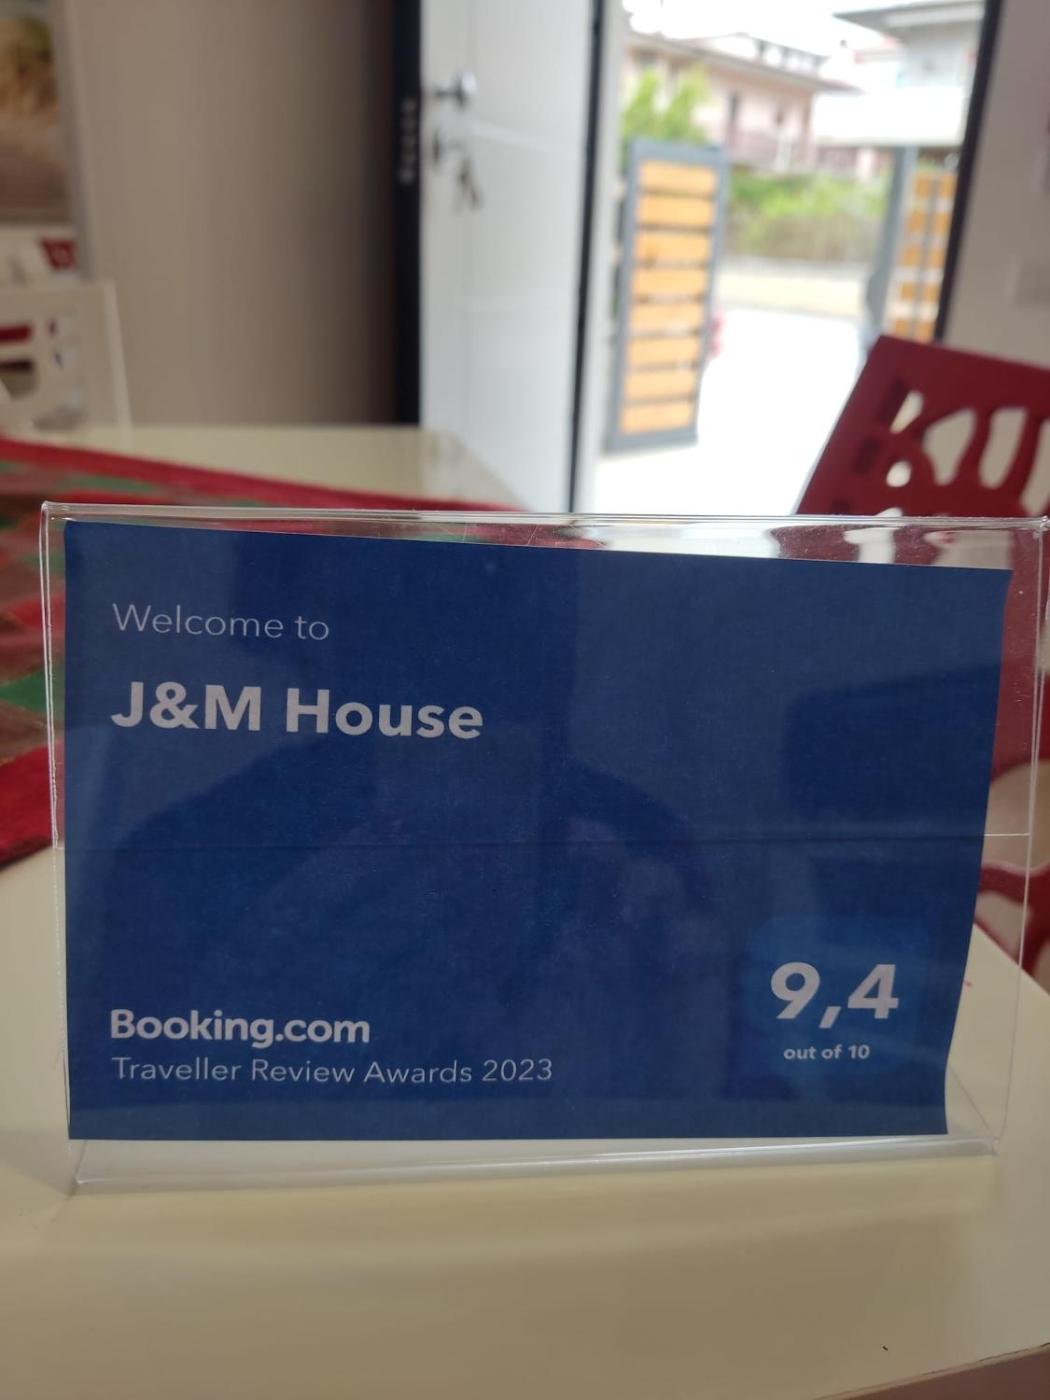 Welcome to
J&M House
Booking.com
Traveller Review Awards 2023
9,4
out of 10